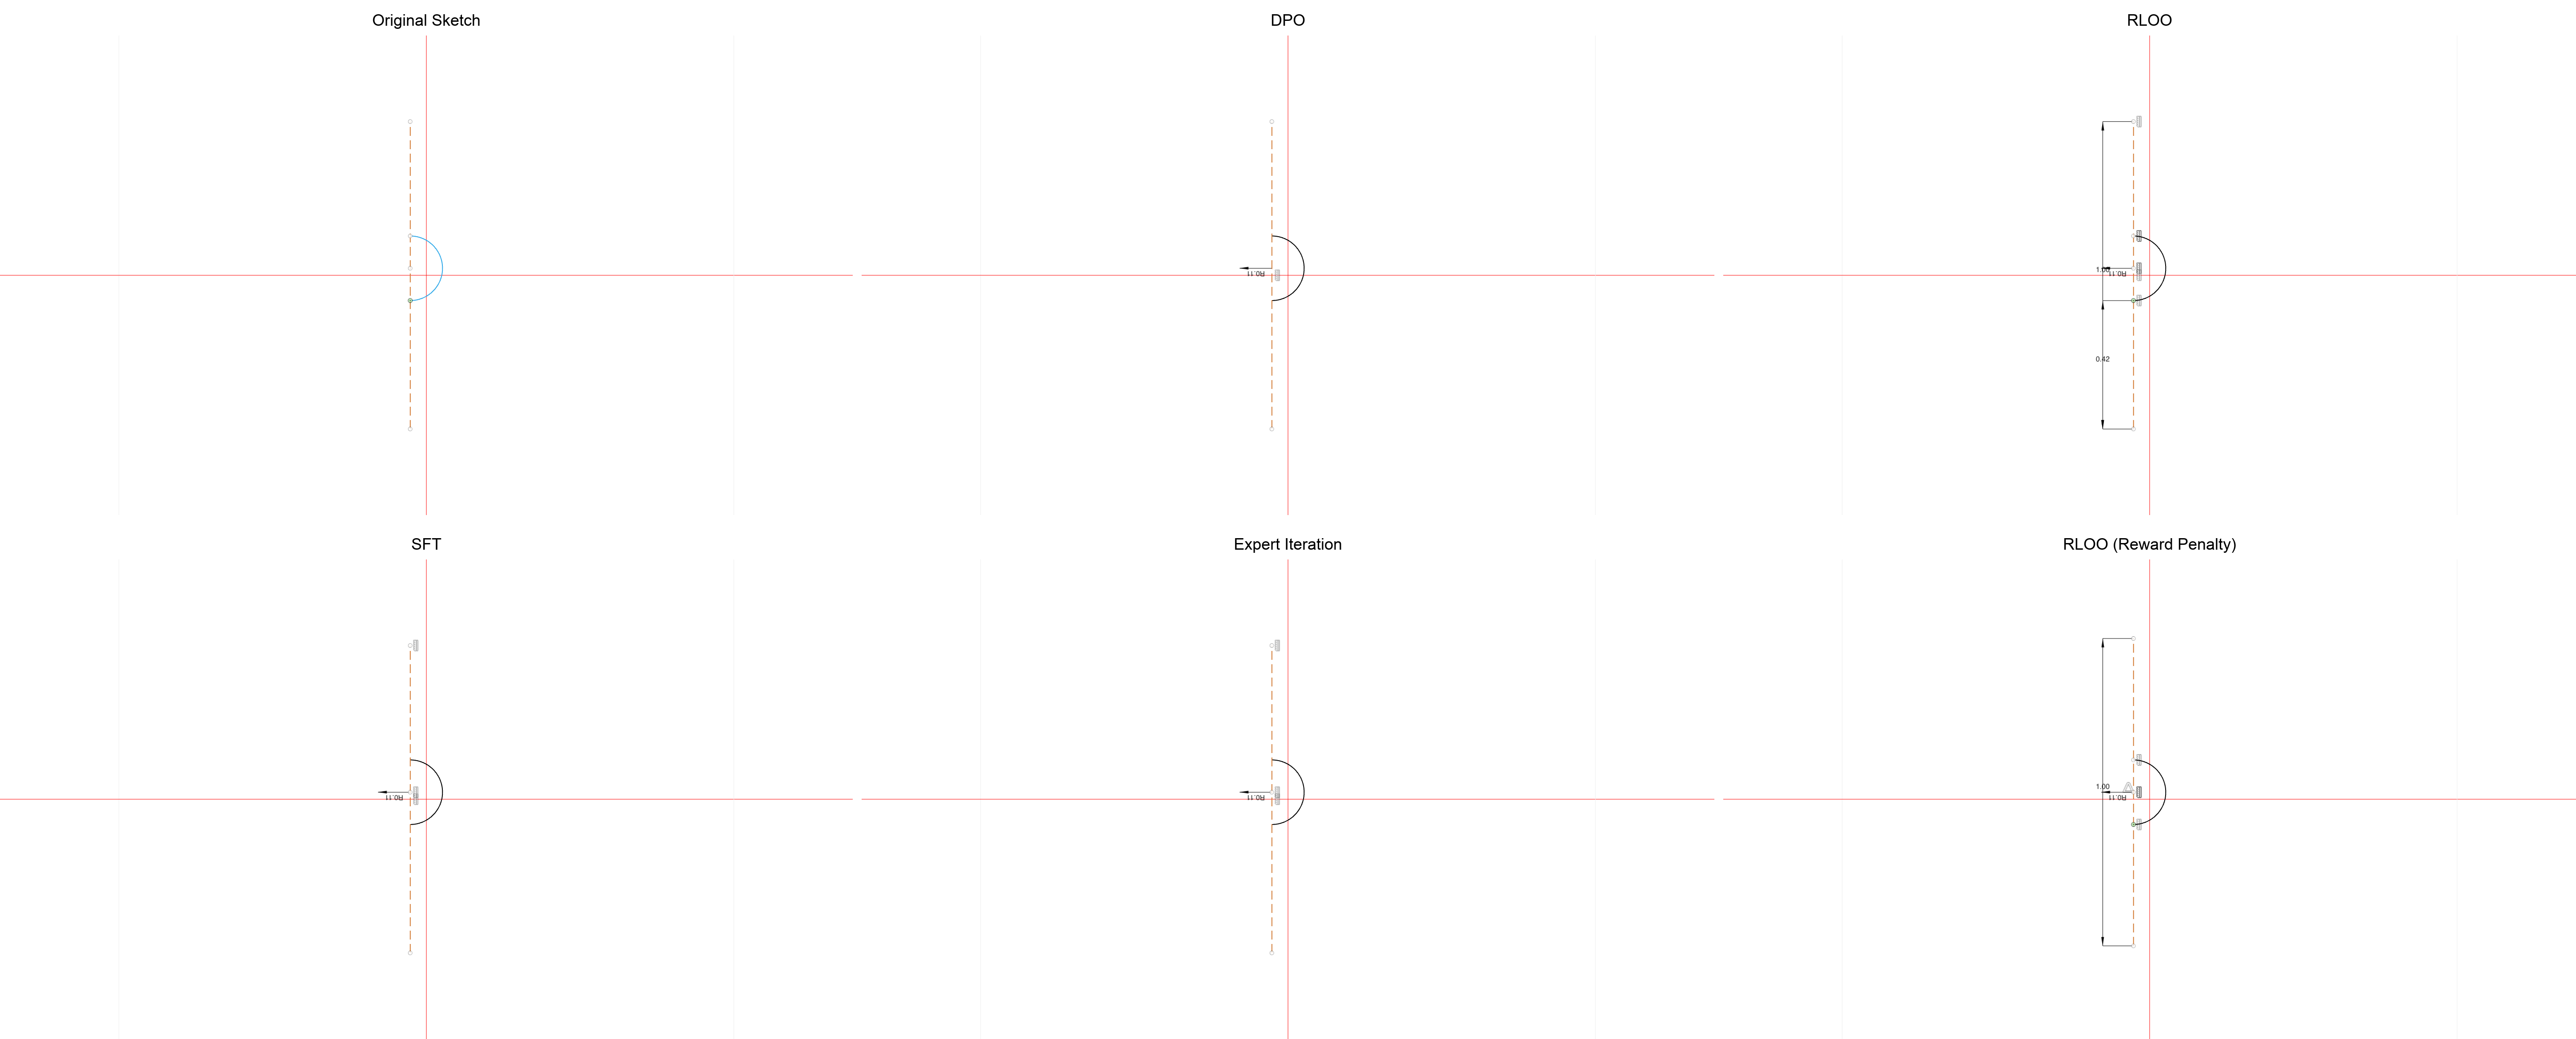 Original Sketch
DPO
RLOO
R0.11
1.00
R0.11
0.42
SFT
Expert Iteration
RLOO (Reward Penalty)
R0.11
R0.11
1.00
R0.11